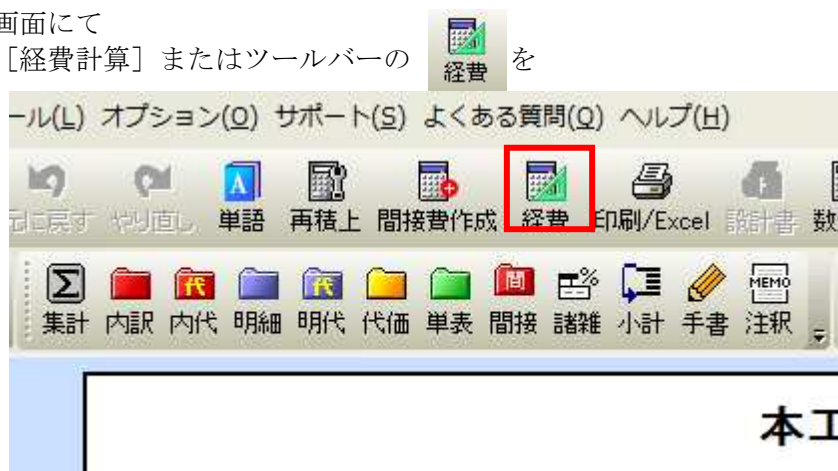 画面にて
［経費計算］またはツールバーの 経費 を
ール(L) オプション(O) サポート(S) よくある質問(Q) ヘルプ(H)
元に戻す やり直し 単語 再積上 間接費作成 経費 印刷/Excel 設計書 数
代 代 間 MEMO
集計 内訳 内代 明細 明代 代価 単表 間接 諸雑 小計 手書 注釈
本工